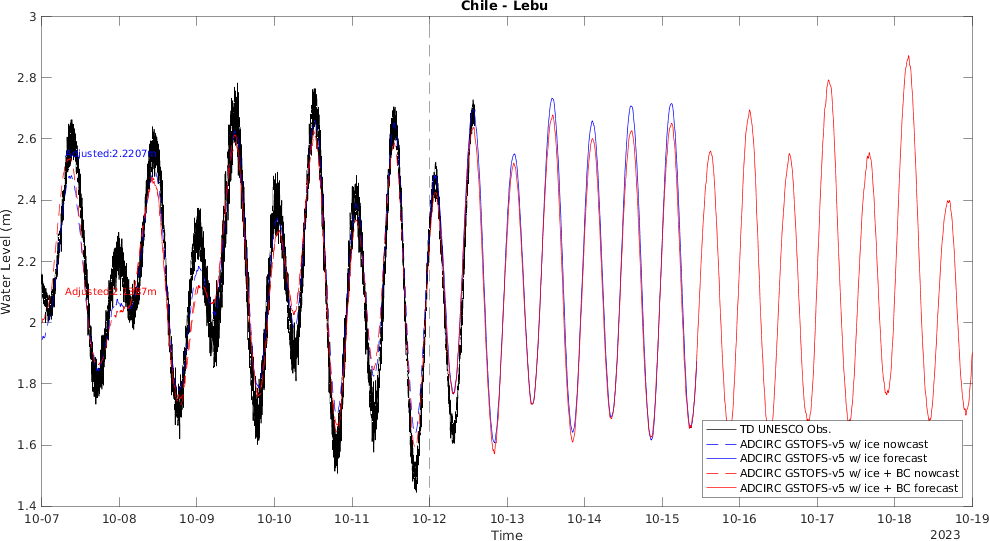 Chile - Lebu
3
2.8
2.6
2.4
2.2
2
1.8
1.6
1.4
Water Level (m)
10-07
10-08
10-09
10-10
10-11
10-12
10-13
10-14
10-15
10-16
10-17
10-18
10-19
Time
2023
TD UNESCO Obs.
ADCIRC GSTOFS-v5 w/ ice nowcast
ADCIRC GSTOFS-v5 w/ ice forecast
ADCIRC GSTOFS-v5 w/ ice + BC nowcast
ADCIRC GSTOFS-v5 w/ ice + BC forecast